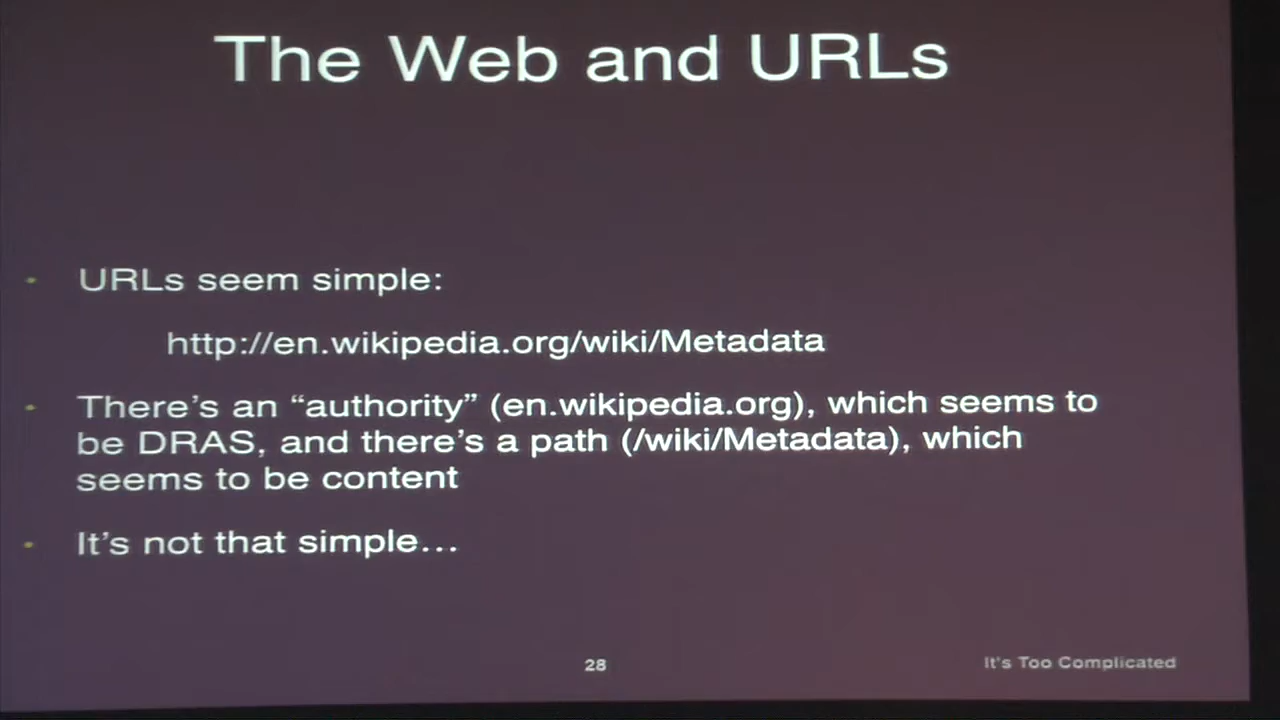 The Web and URLs
• URLs seem simple:
http://en.wikipedia.org/wiki/Metadata
• There's an “authority” (en.wikipedia.org), which seems to
be DRAS, and there's a path (/wiki/Metadata), which
seems to be content
• It's not that simple...
28
It's Too Complicated